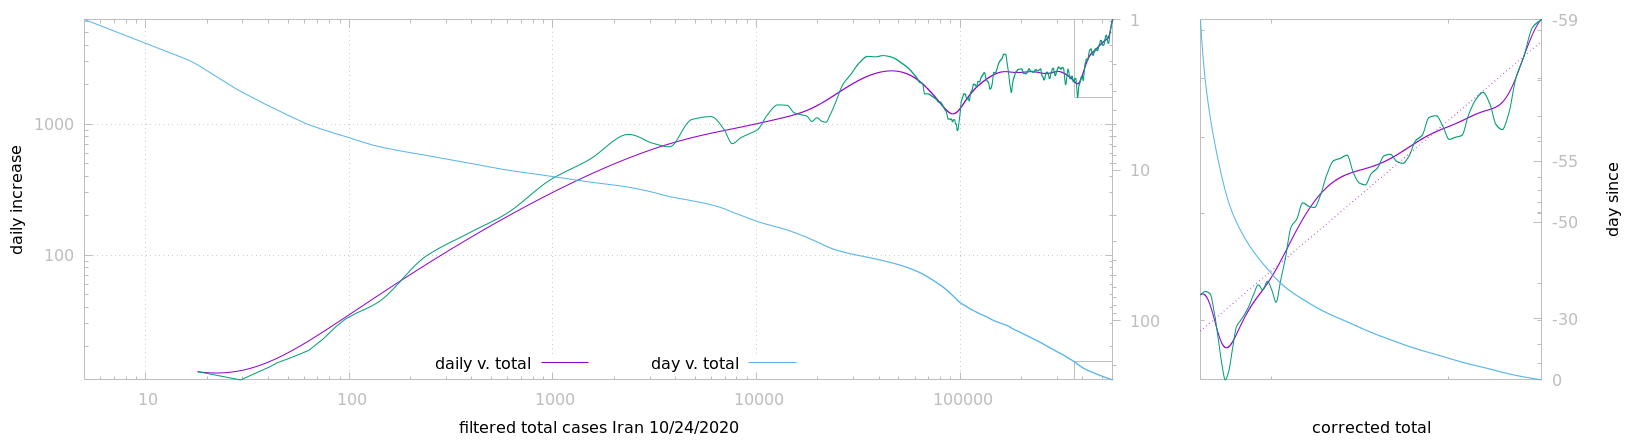 daily increase
1000
100
10
100
1000
10000
100000
1
10
100
daily v. total
day v. total
filtered total cases Iran 10/24/2020
-59
-55
-50
-30
0
day since
corrected total